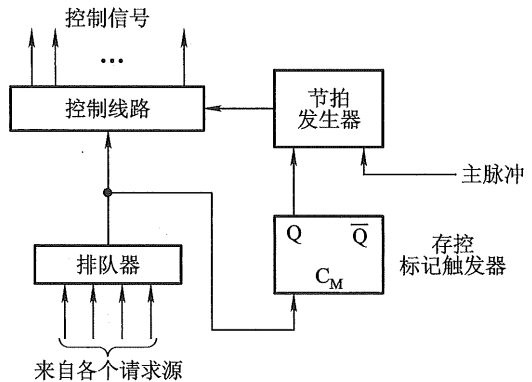 控制信号
…
控制线路
节拍
发生器
主脉冲
Q Q̅
C_M
存控
标记触发器
排队器
来自各个请求源